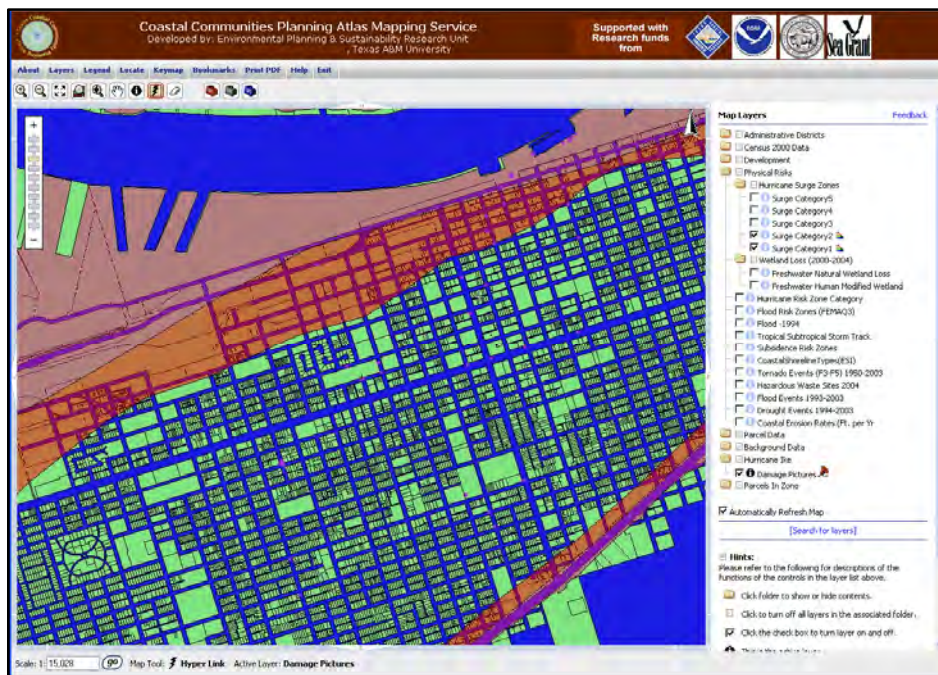 Coastal Communities Planning Atlas Mapping Service
Developed by: Environmental Planning & Sustainability Research Unit
, Texas A&M University
Supported with
Research funds
from
Sea Grant
About Layers Legend Locate Keymap Bookmarks Print PDF Help Exit
Map Layers Feedback
Administrative Districts
Census 2000 Data
Development
Physical Risks
Hurricane Surge Zones
Surge Category5
Surge Category4
Surge Category3
Surge Category2
Surge Category1
Wetland Loss (2000-2004)
Freshwater Natural Wetland Loss
Freshwater Human Modified Wetland
Hurricane Risk Zone Category
Flood Risk Zones (FEMAQ3)
Flood -1994
Tropical Subtropical Storm Track
Subsidence Risk Zones
CoastalShorelineTypes(ESI)
Tornado Events (F3-F5) 1950-2003
Hazardous Waste Sites 2004
Flood Events 1993-2003
Drought Events 1994-2003
Coastal Erosion Rates (Ft. per Yr
Parcel Data
Background Data
Hurricane Ike
Damage Pictures
Parcels In Zone
Automatically Refresh Map
[Search for layers]
Hints:
Please refer to the following for descriptions of the
functions of the controls in the layer list above.
Click folder to show or hide contents.
Click to turn off all layers in the associated folder.
Click the check box to turn layer on and off.
Scale: 1: 15,028 go Map Tool: Hyper Link Active Layer: Damage Pictures